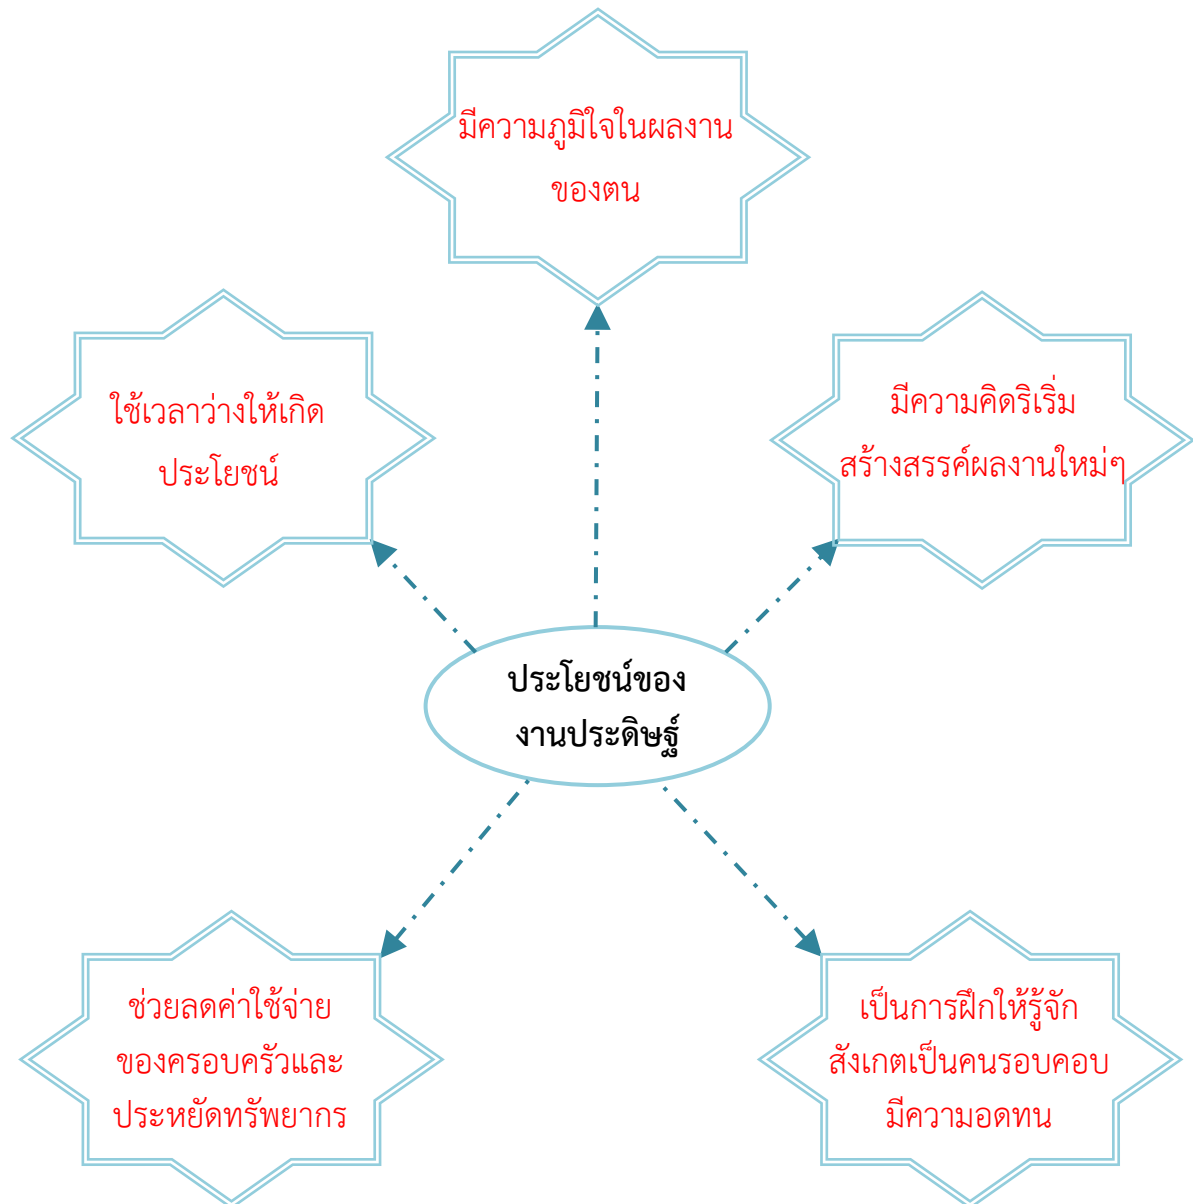 มีความภูมิใจในผลงาน
ของตน
ใช้เวลาว่างให้เกิด
ประโยชน์
มีความคิดริเริ่ม
สร้างสรรค์ผลงานใหม่ๆ
ประโยชน์ของ
งานประดิษฐ์
ช่วยลดค่าใช้จ่าย
ของครอบครัวและ
ประหยัดทรัพยากร
เป็นการฝึกให้รู้จัก
สังเกตเป็นคนรอบคอบ
มีความอดทน